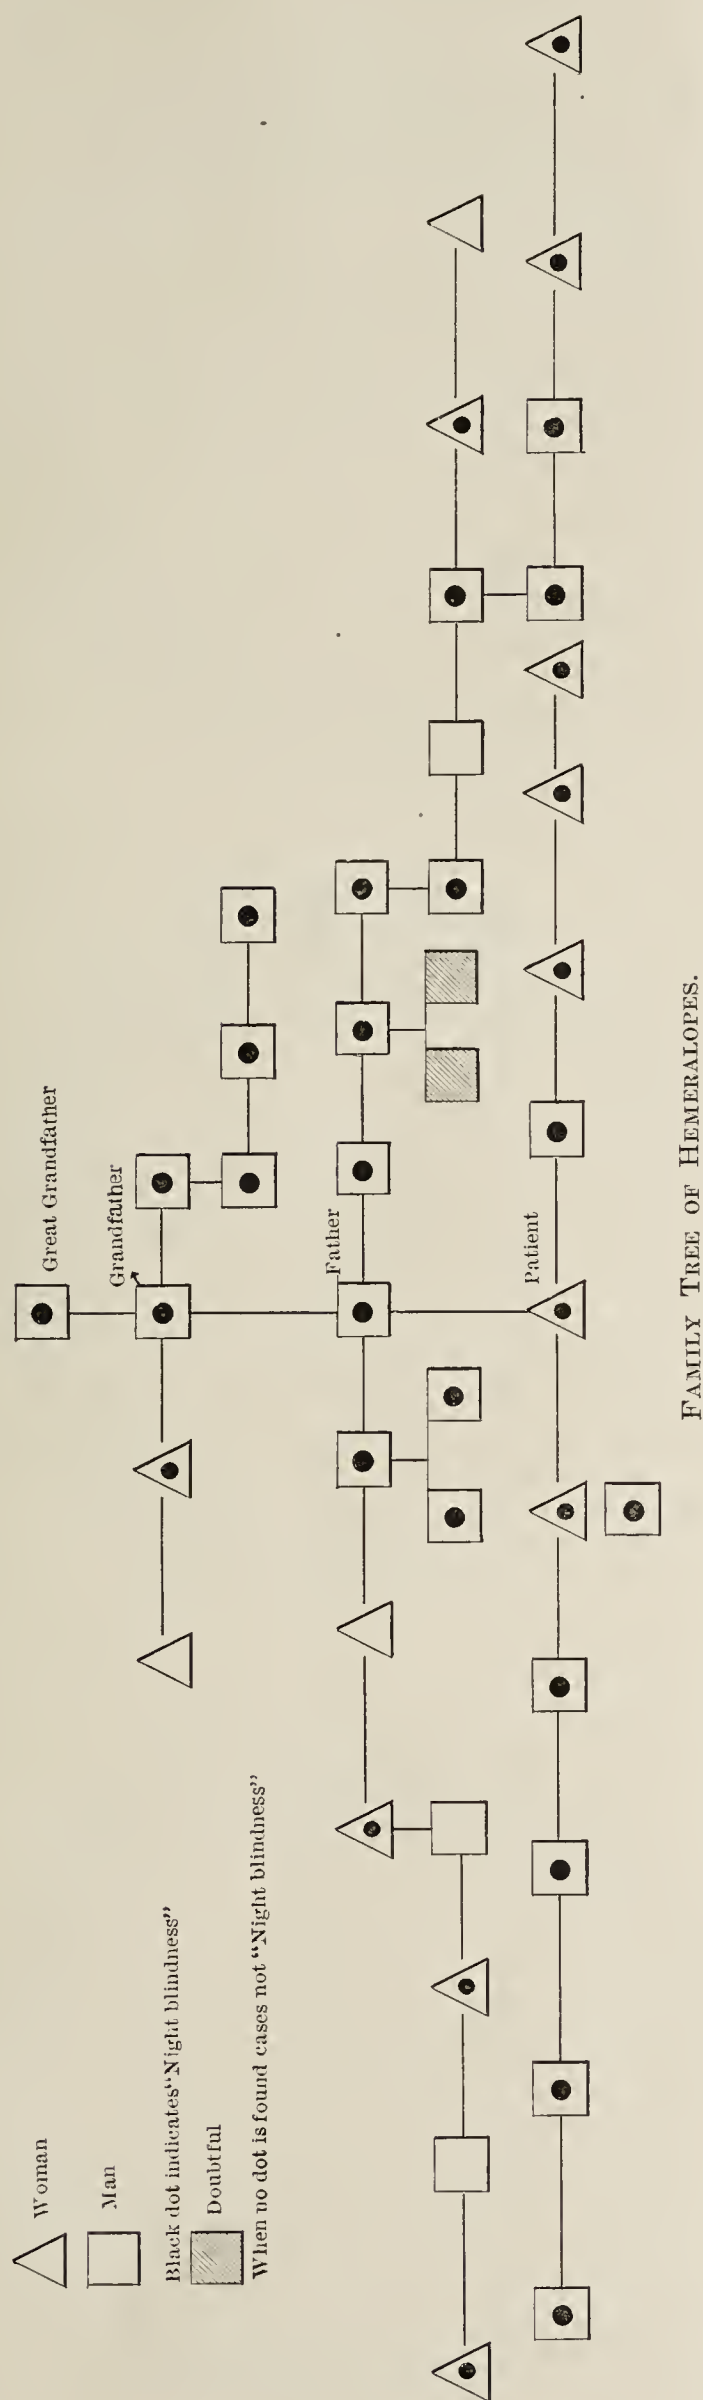 Great Grandfather
Grandfather
Father
Patient
Woman
Man
Black dot indicates "Night blindness"
Doubtful
When no dot is found cases not "Night blindness"
FAMILY TREE OF HEMERALOPES.